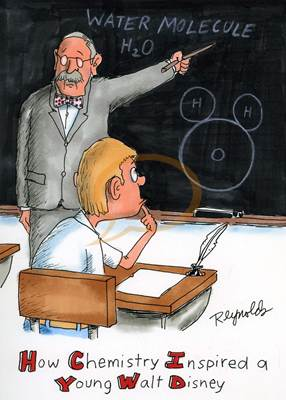 WATER MOLECULE
H2O
H H
O
Reynolds
How Chemistry Inspired a
Young Walt Disney